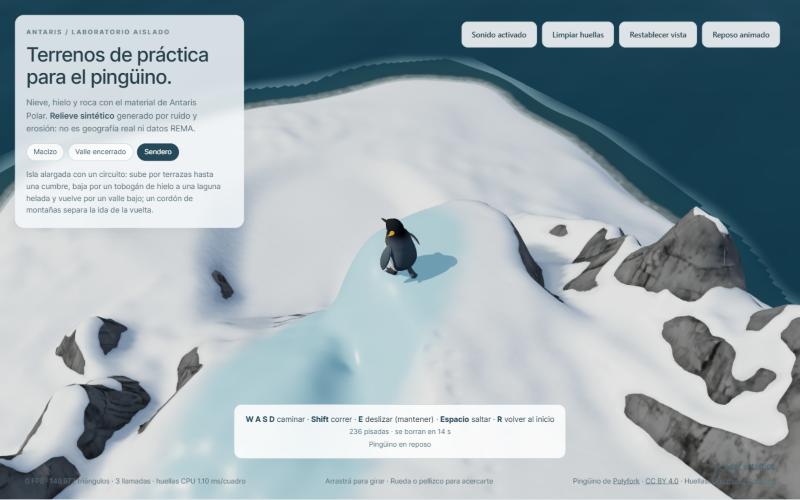 ANTARIS / LABORATORIO AISLADO
Terrenos de práctica
para el pingüino.
Nieve, hielo y roca con el material de Antaris
Polar. Relieve sintético generado por ruido y
erosión: no es geografía real ni datos REMA.
Macizo Valle encerrado Sendero
Isla alargada con un circuito: sube por terrazas hasta
una cumbre, baja por un tobogán de hielo a una laguna
helada y vuelve por un valle bajo; un cordón de
montañas separa la ida de la vuelta.
Sonido activado Limpiar huellas Restablecer vista Reposo animado
W A S D caminar · Shift correr · E deslizar (mantener) · Espacio saltar · R volver al inicio
236 pisadas · se borran en 14 s
Pingüino en reposo
0 FPS · triángulos · 3 llamadas · huellas CPU 1.10 ms/cuadro
Arrastrá para girar · Rueda o pellizco para acercarte
Pingüino de Polyfork · CC BY 4.0 · Huellas